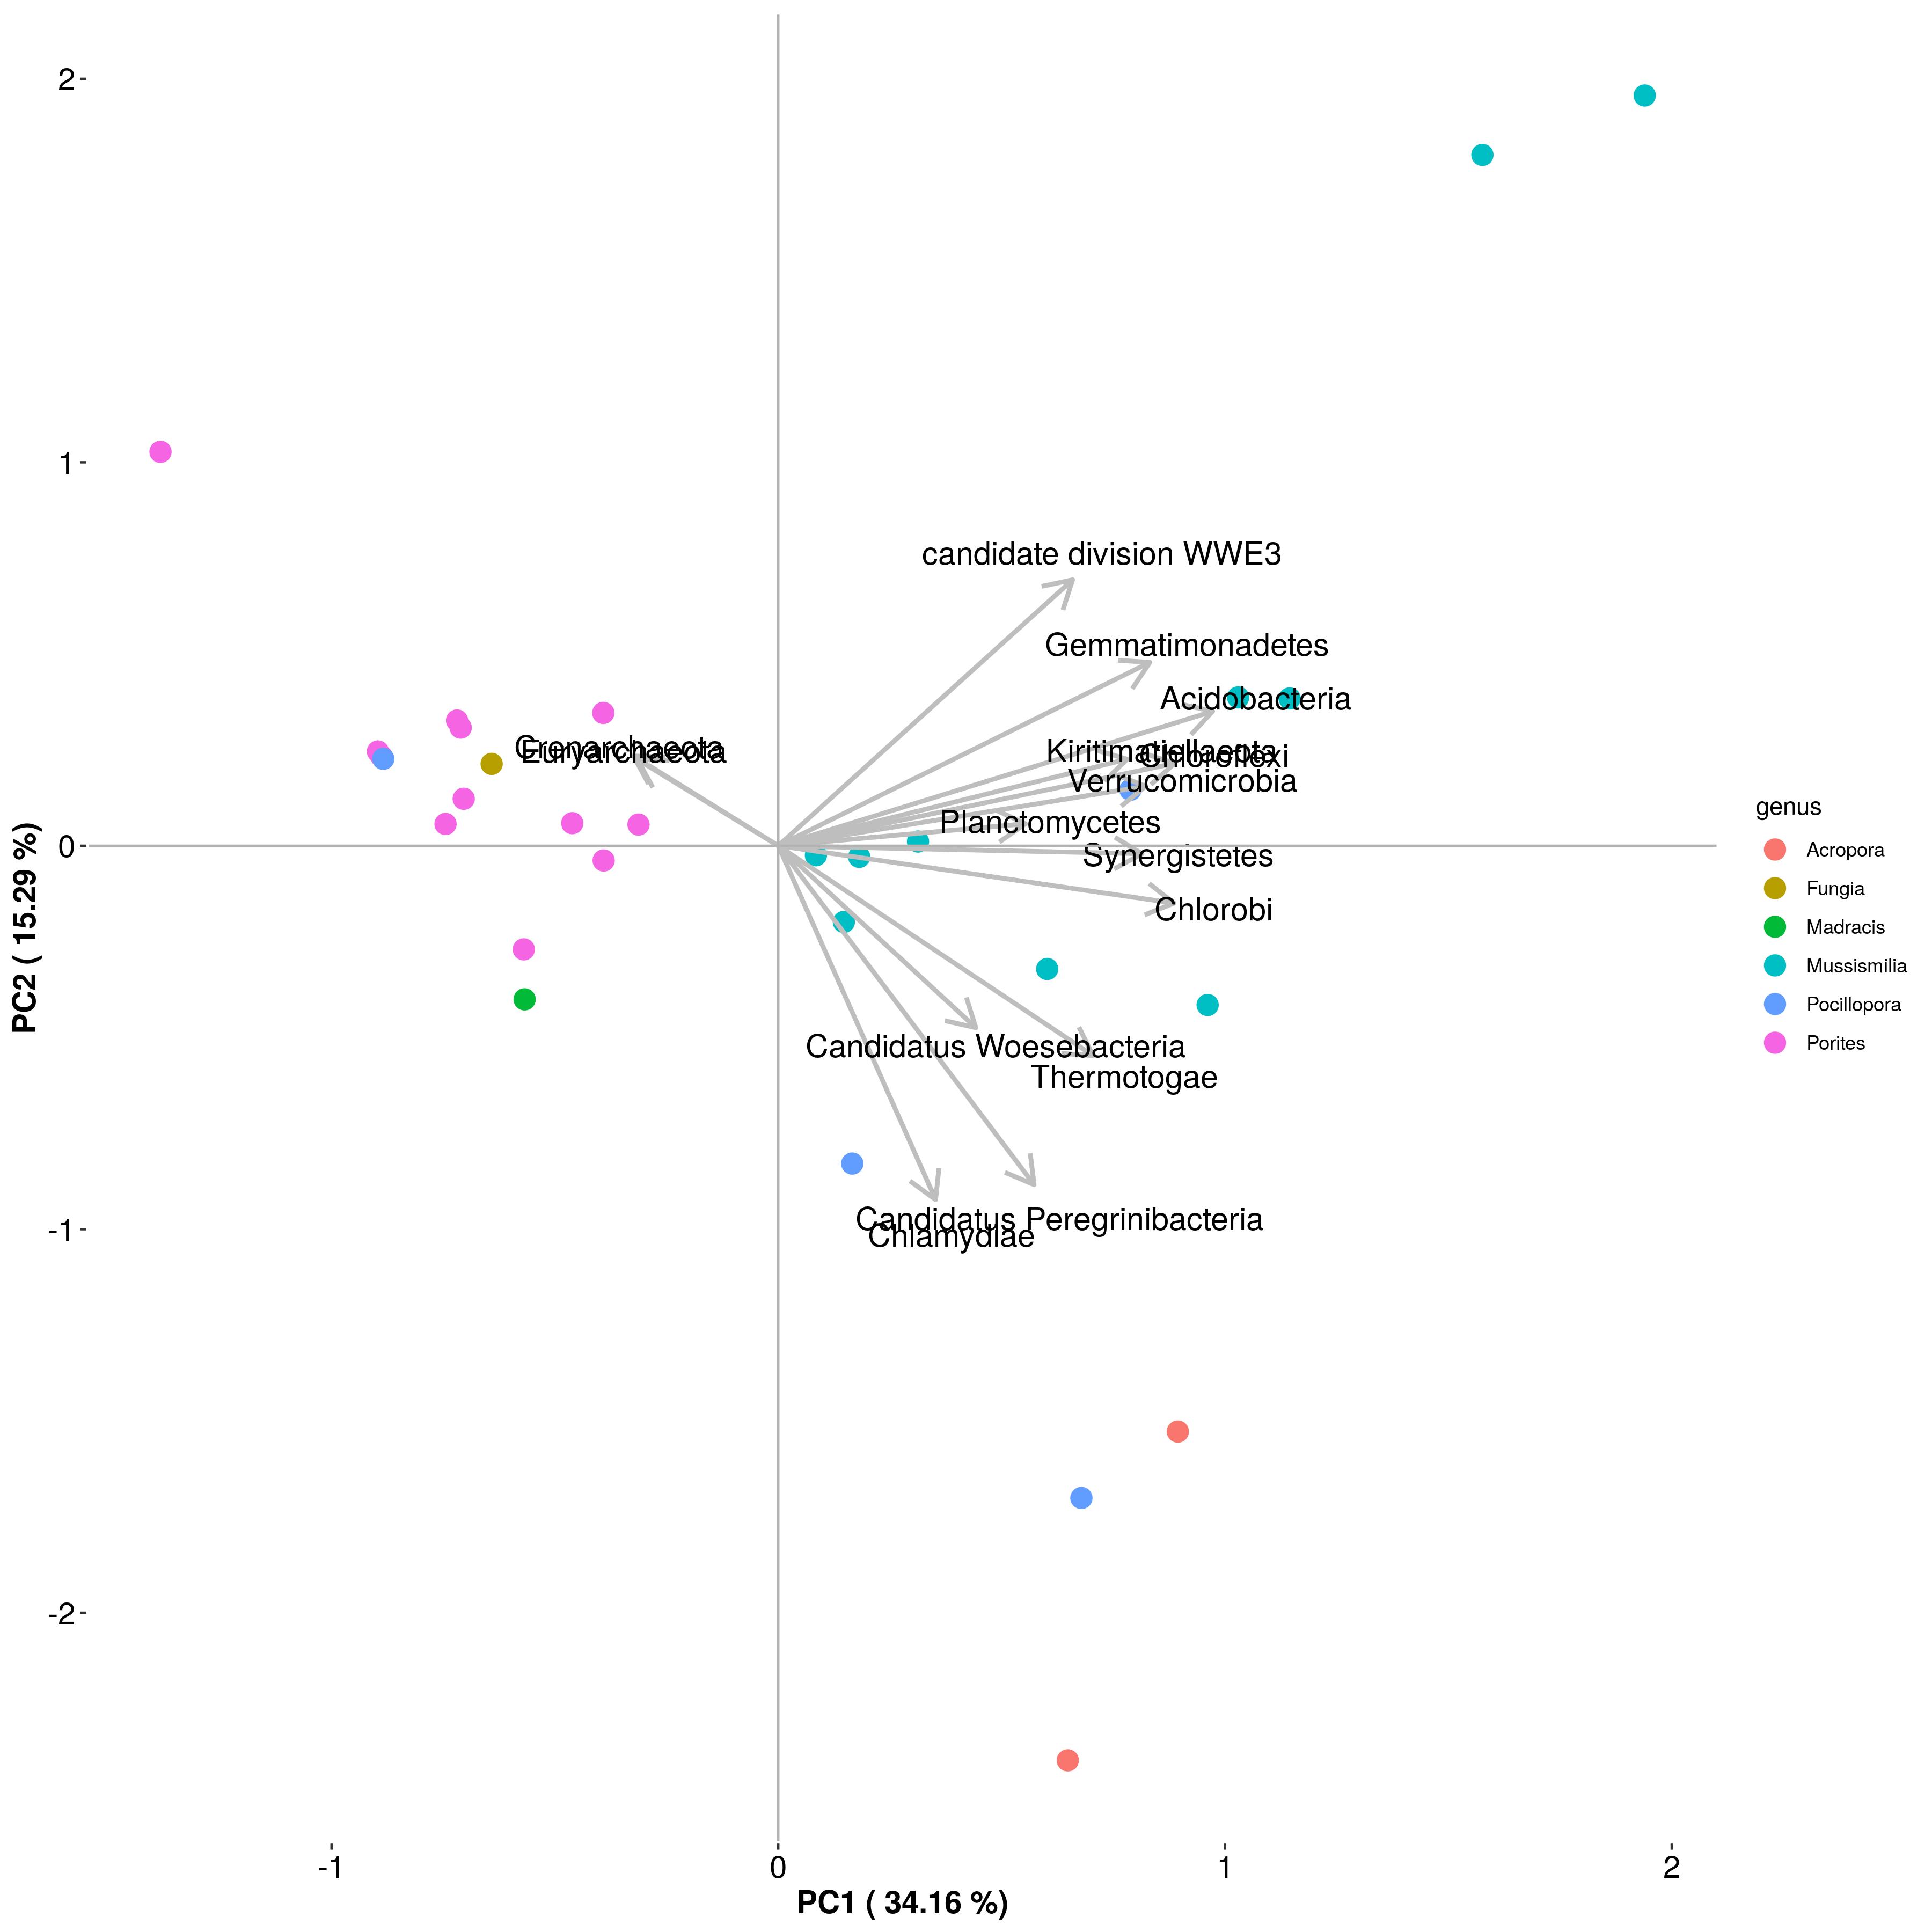 2
1
0
-1
-2
PC2 ( 15.29 %)
candidate division WWE3
Gemmatimonadetes
Acidobacteria
Crenarchaeota
Euryarchaeota
Kiritimatiellaeota
Chloroflexi
Verrucomicrobia
Planctomycetes
Synergistetes
Chlorobi
Candidatus Woesebacteria
Thermotogae
Candidatus Peregrinibacteria
Chlamydiae
-1
0
1
2
PC1 ( 34.16 %)
genus
Acropora
Fungia
Madracis
Mussismilia
Pocillopora
Porites